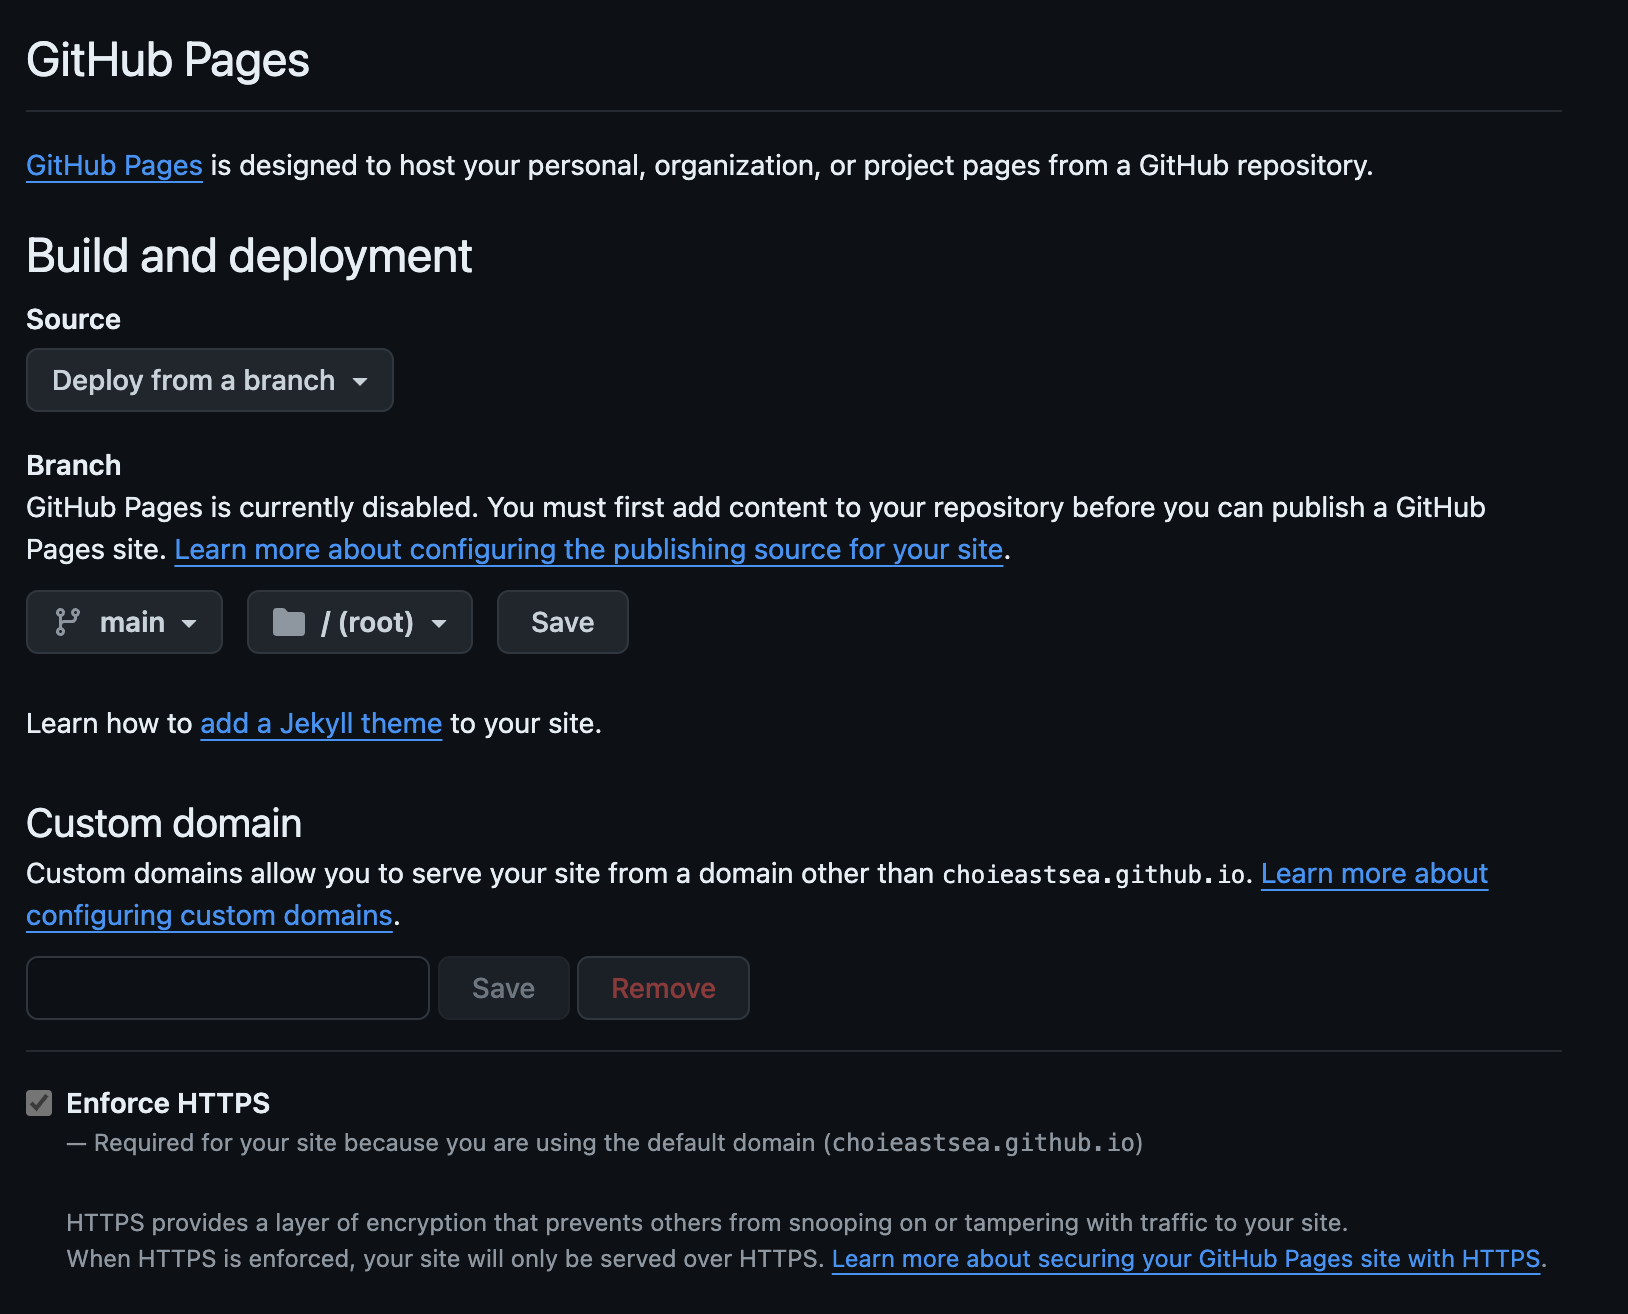 GitHub Pages
GitHub Pages is designed to host your personal, organization, or project pages from a GitHub repository.
Build and deployment
Source
Deploy from a branch
Branch
GitHub Pages is currently disabled. You must first add content to your repository before you can publish a GitHub
Pages site. Learn more about configuring the publishing source for your site.
main / (root) Save
Learn how to add a Jekyll theme to your site.
Custom domain
Custom domains allow you to serve your site from a domain other than choieastsea.github.io. Learn more about
configuring custom domains.
Save Remove
Enforce HTTPS
— Required for your site because you are using the default domain (choieastsea.github.io)
HTTPS provides a layer of encryption that prevents others from snooping on or tampering with traffic to your site.
When HTTPS is enforced, your site will only be served over HTTPS. Learn more about securing your GitHub Pages site with HTTPS.